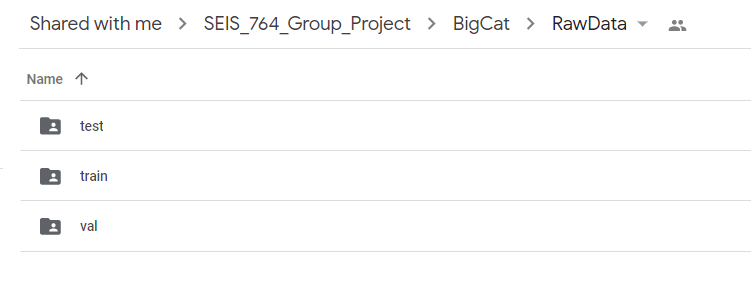 Shared with me > SEIS_764_Group_Project > BigCat > RawData
Name
test
train
val